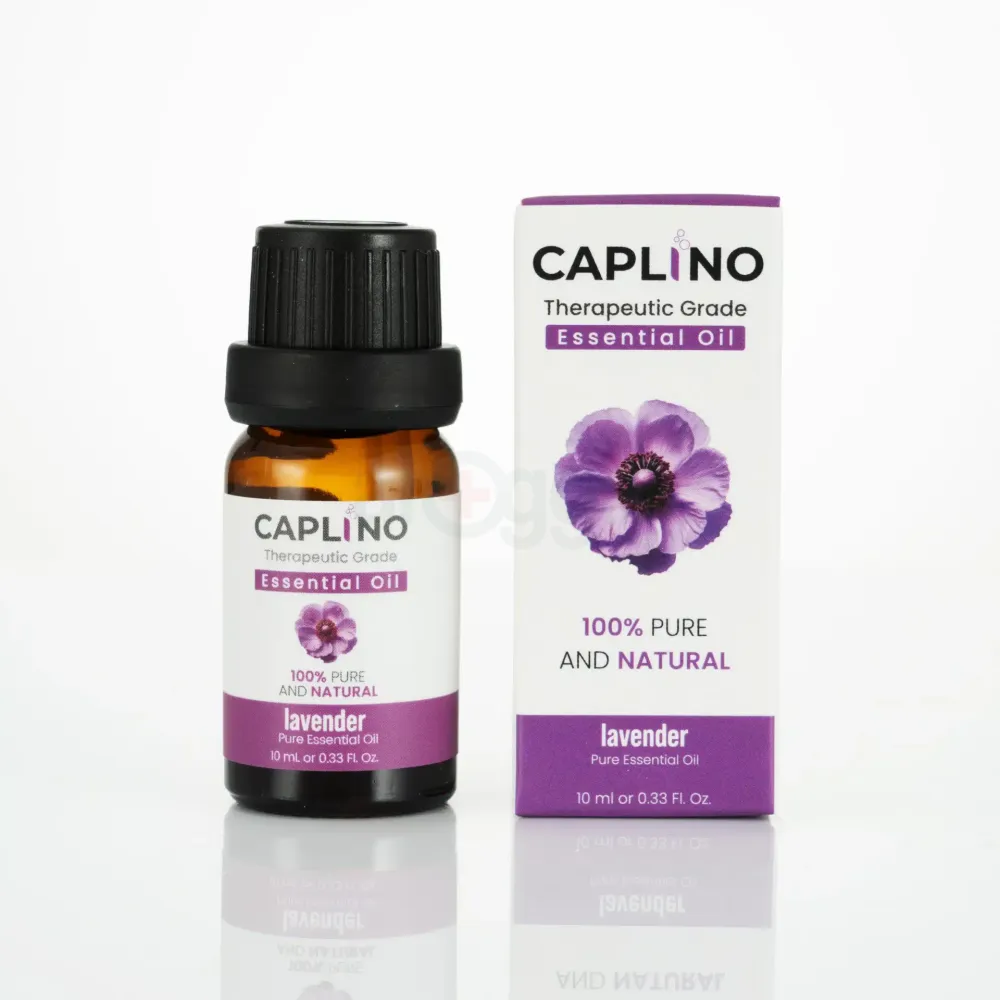 CAPLINO
Therapeutic Grade
Essential Oil
100% PURE
AND NATURAL
lavender
Pure Essential Oil
10 mL or 0.33 Fl. Oz.
CAPLINO
Therapeutic Grade
Essential Oil
100% PURE
AND NATURAL
lavender
Pure Essential Oil
10 ml or 0.33 Fl. Oz.